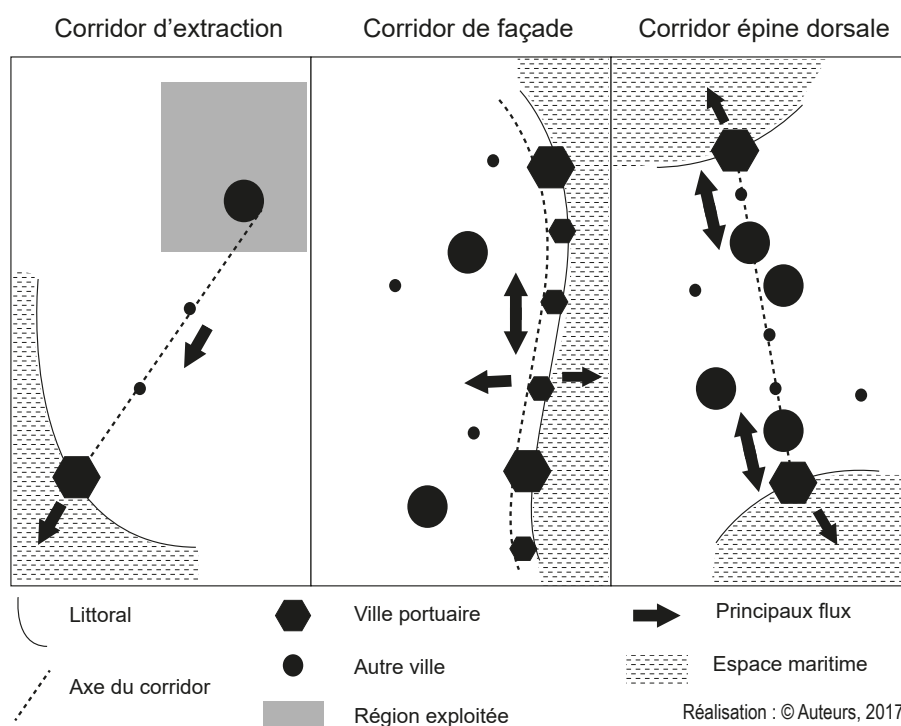 Corridor d’extraction
Corridor de façade
Corridor épine dorsale
Littoral
Axe du corridor
Ville portuaire
Autre ville
Région exploitée
Principaux flux
Espace maritime
Réalisation : © Auteurs, 2017